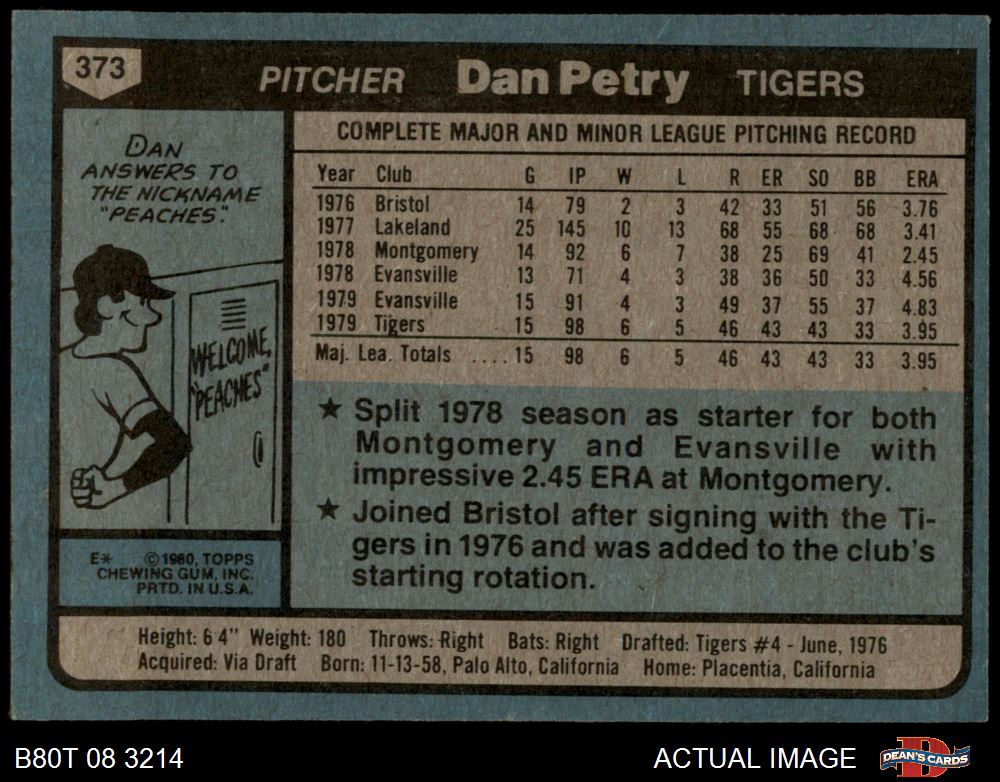 373
PITCHER Dan Petry TIGERS
DAN
ANSWERS TO
THE NICKNAME
"PEACHES".
WELCOME,
"PEACHES"
E* ©1980, TOPPS
CHEWING GUM, INC.
PRTD. IN U.S.A.
COMPLETE MAJOR AND MINOR LEAGUE PITCHING RECORD
Year Club G IP W L R ER SO BB ERA
1976 Bristol 14 79 2 3 42 33 51 56 3.76
1977 Lakeland 25 145 10 13 68 55 68 68 3.41
1978 Montgomery 14 92 6 7 38 25 69 41 2.45
1978 Evansville 13 71 4 3 38 36 50 33 4.56
1979 Evansville 15 91 4 3 49 37 55 37 4.83
1979 Tigers 15 98 6 5 46 43 43 33 3.95
Maj. Lea. Totals .... 15 98 6 5 46 43 43 33 3.95
★ Split 1978 season as starter for both
Montgomery and Evansville with
impressive 2.45 ERA at Montgomery.
★ Joined Bristol after signing with the Ti-
gers in 1976 and was added to the club's
starting rotation.
Height: 6 4" Weight: 180 Throws: Right Bats: Right Drafted: Tigers #4 - June, 1976
Acquired: Via Draft Born: 11-13-58, Palo Alto, California Home: Placentia, California
B80T 08 3214
ACTUAL IMAGE
DEAN'S CARDS